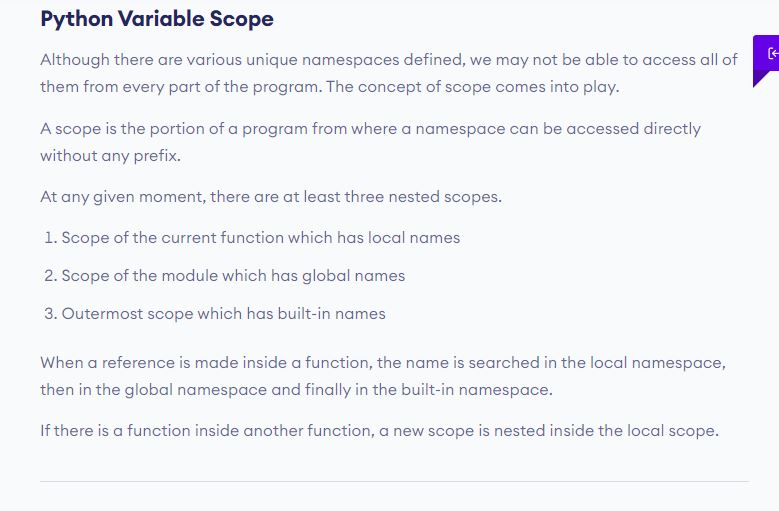 Python Variable Scope
Although there are various unique namespaces defined, we may not be able to access all of
them from every part of the program. The concept of scope comes into play.
A scope is the portion of a program from where a namespace can be accessed directly
without any prefix.
At any given moment, there are at least three nested scopes.
1. Scope of the current function which has local names
2. Scope of the module which has global names
3. Outermost scope which has built-in names
When a reference is made inside a function, the name is searched in the local namespace,
then in the global namespace and finally in the built-in namespace.
If there is a function inside another function, a new scope is nested inside the local scope.